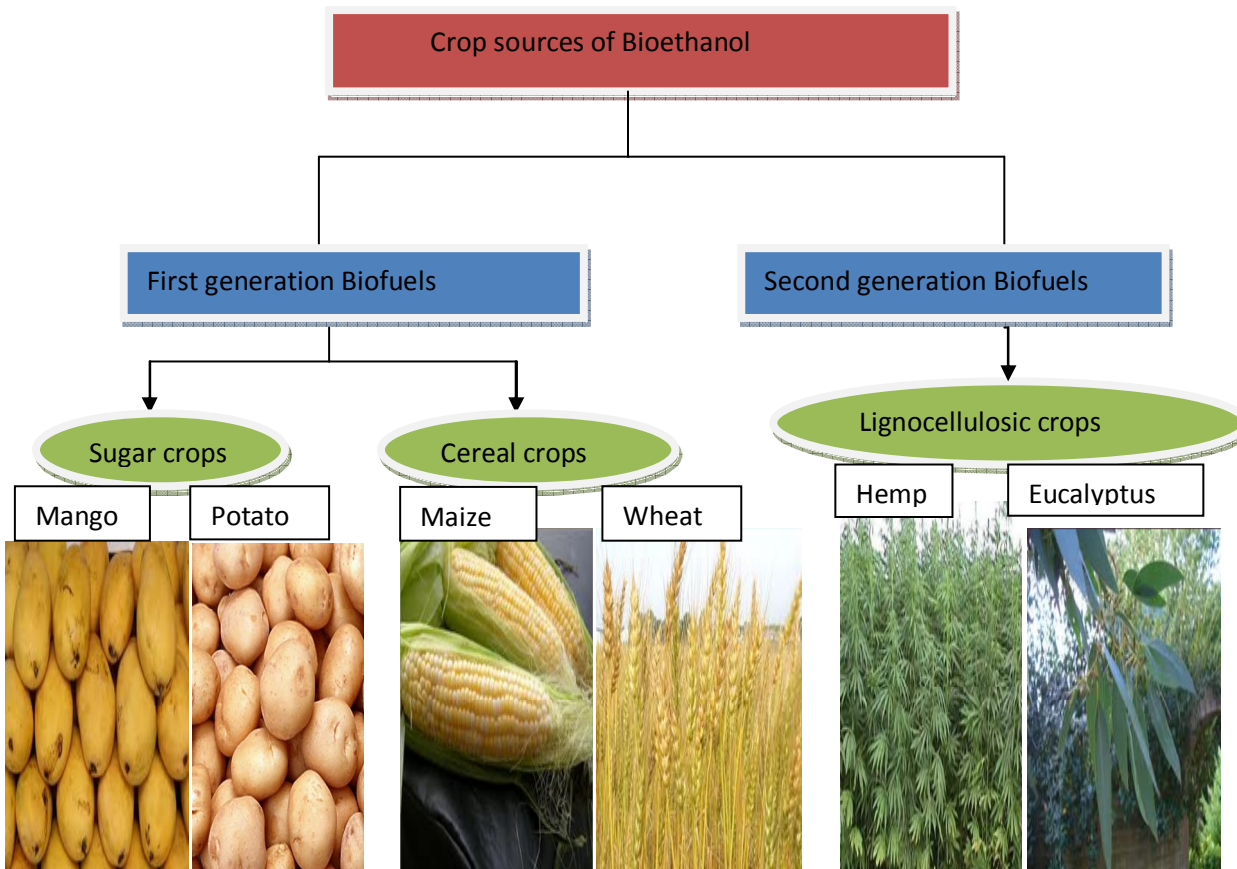 Crop sources of Bioethanol
First generation Biofuels
Second generation Biofuels
Sugar crops
Cereal crops
Lignocellulosic crops
Mango
Potato
Maize
Wheat
Hemp
Eucalyptus